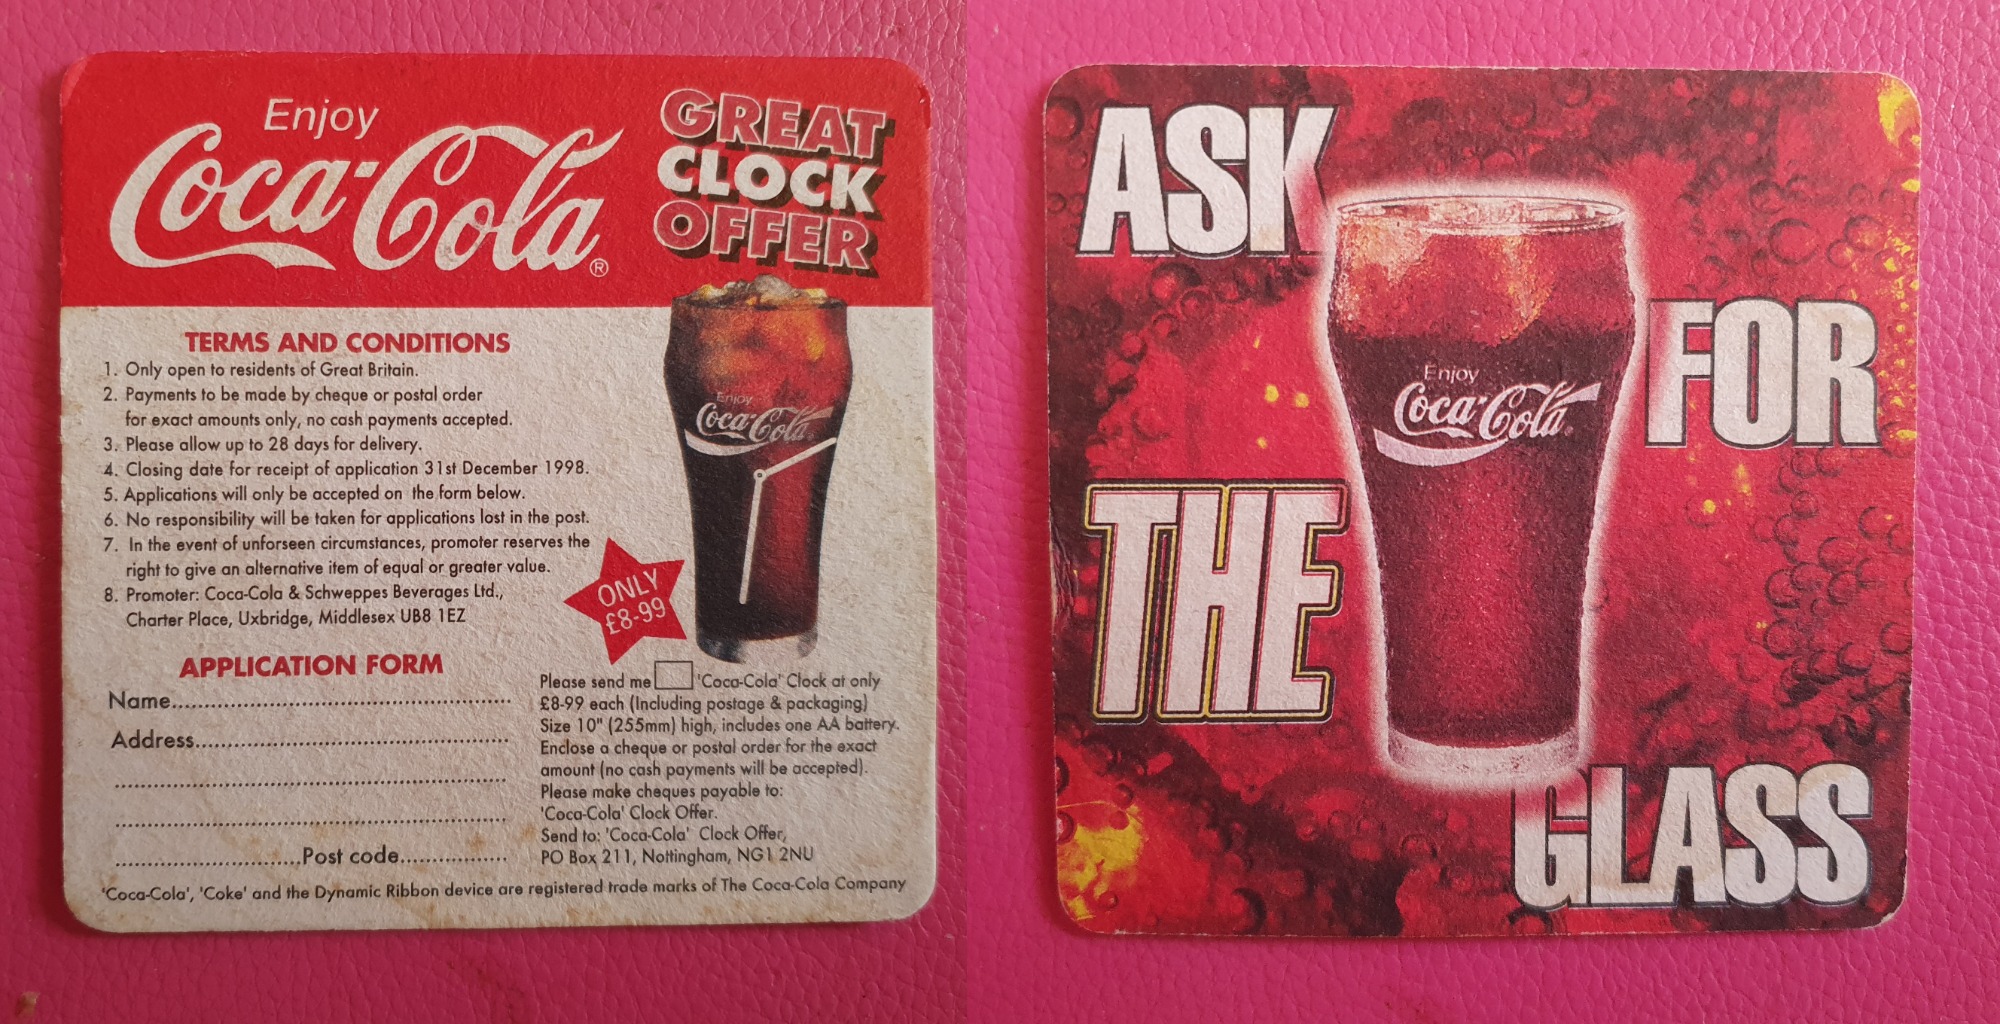 Enjoy
Coca-Cola®
GREAT
CLOCK
OFFER
TERMS AND CONDITIONS
1. Only open to residents of Great Britain.
2. Payments to be made by cheque or postal order
for exact amounts only, no cash payments accepted.
3. Please allow up to 28 days for delivery.
4. Closing date for receipt of application 31st December 1998.
5. Applications will only be accepted on the form below.
6. No responsibility will be taken for applications lost in the post.
7. In the event of unforseen circumstances, promoter reserves the
right to give an alternative item of equal or greater value.
8. Promoter: Coca-Cola & Schweppes Beverages Ltd.,
Charter Place, Uxbridge, Middlesex UB8 1EZ
Enjoy
Coca-Cola
ONLY
£8-99
APPLICATION FORM
Name
Address
Post code
Please send me 'Coca-Cola' Clock at only
£8-99 each (Including postage & packaging)
Size 10" (255mm) high, includes one AA battery.
Enclose a cheque or postal order for the exact
amount (no cash payments will be accepted).
Please make cheques payable to:
'Coca-Cola' Clock Offer.
Send to: 'Coca-Cola' Clock Offer,
PO Box 211, Nottingham, NG1 2NU
'Coca-Cola', 'Coke' and the Dynamic Ribbon device are registered trade marks of The Coca-Cola Company
ASK
FOR
THE
GLASS
Enjoy
Coca-Cola